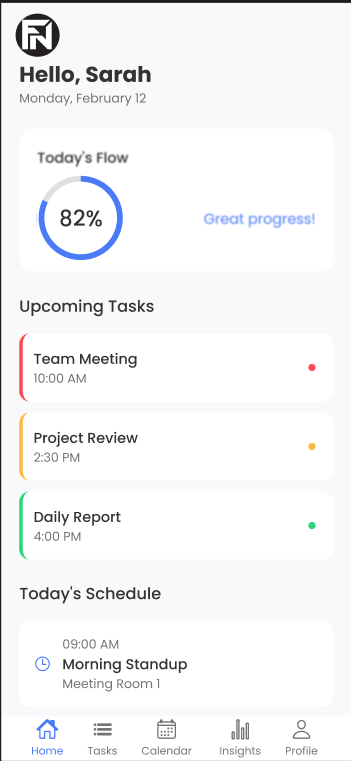 FN
Hello, Sarah
Monday, February 12
Today's Flow
82%
Great progress!
Upcoming Tasks
Team Meeting
10:00 AM
Project Review
2:30 PM
Daily Report
4:00 PM
Today's Schedule
09:00 AM
Morning Standup
Meeting Room 1
Home Tasks Calendar Insights Profile